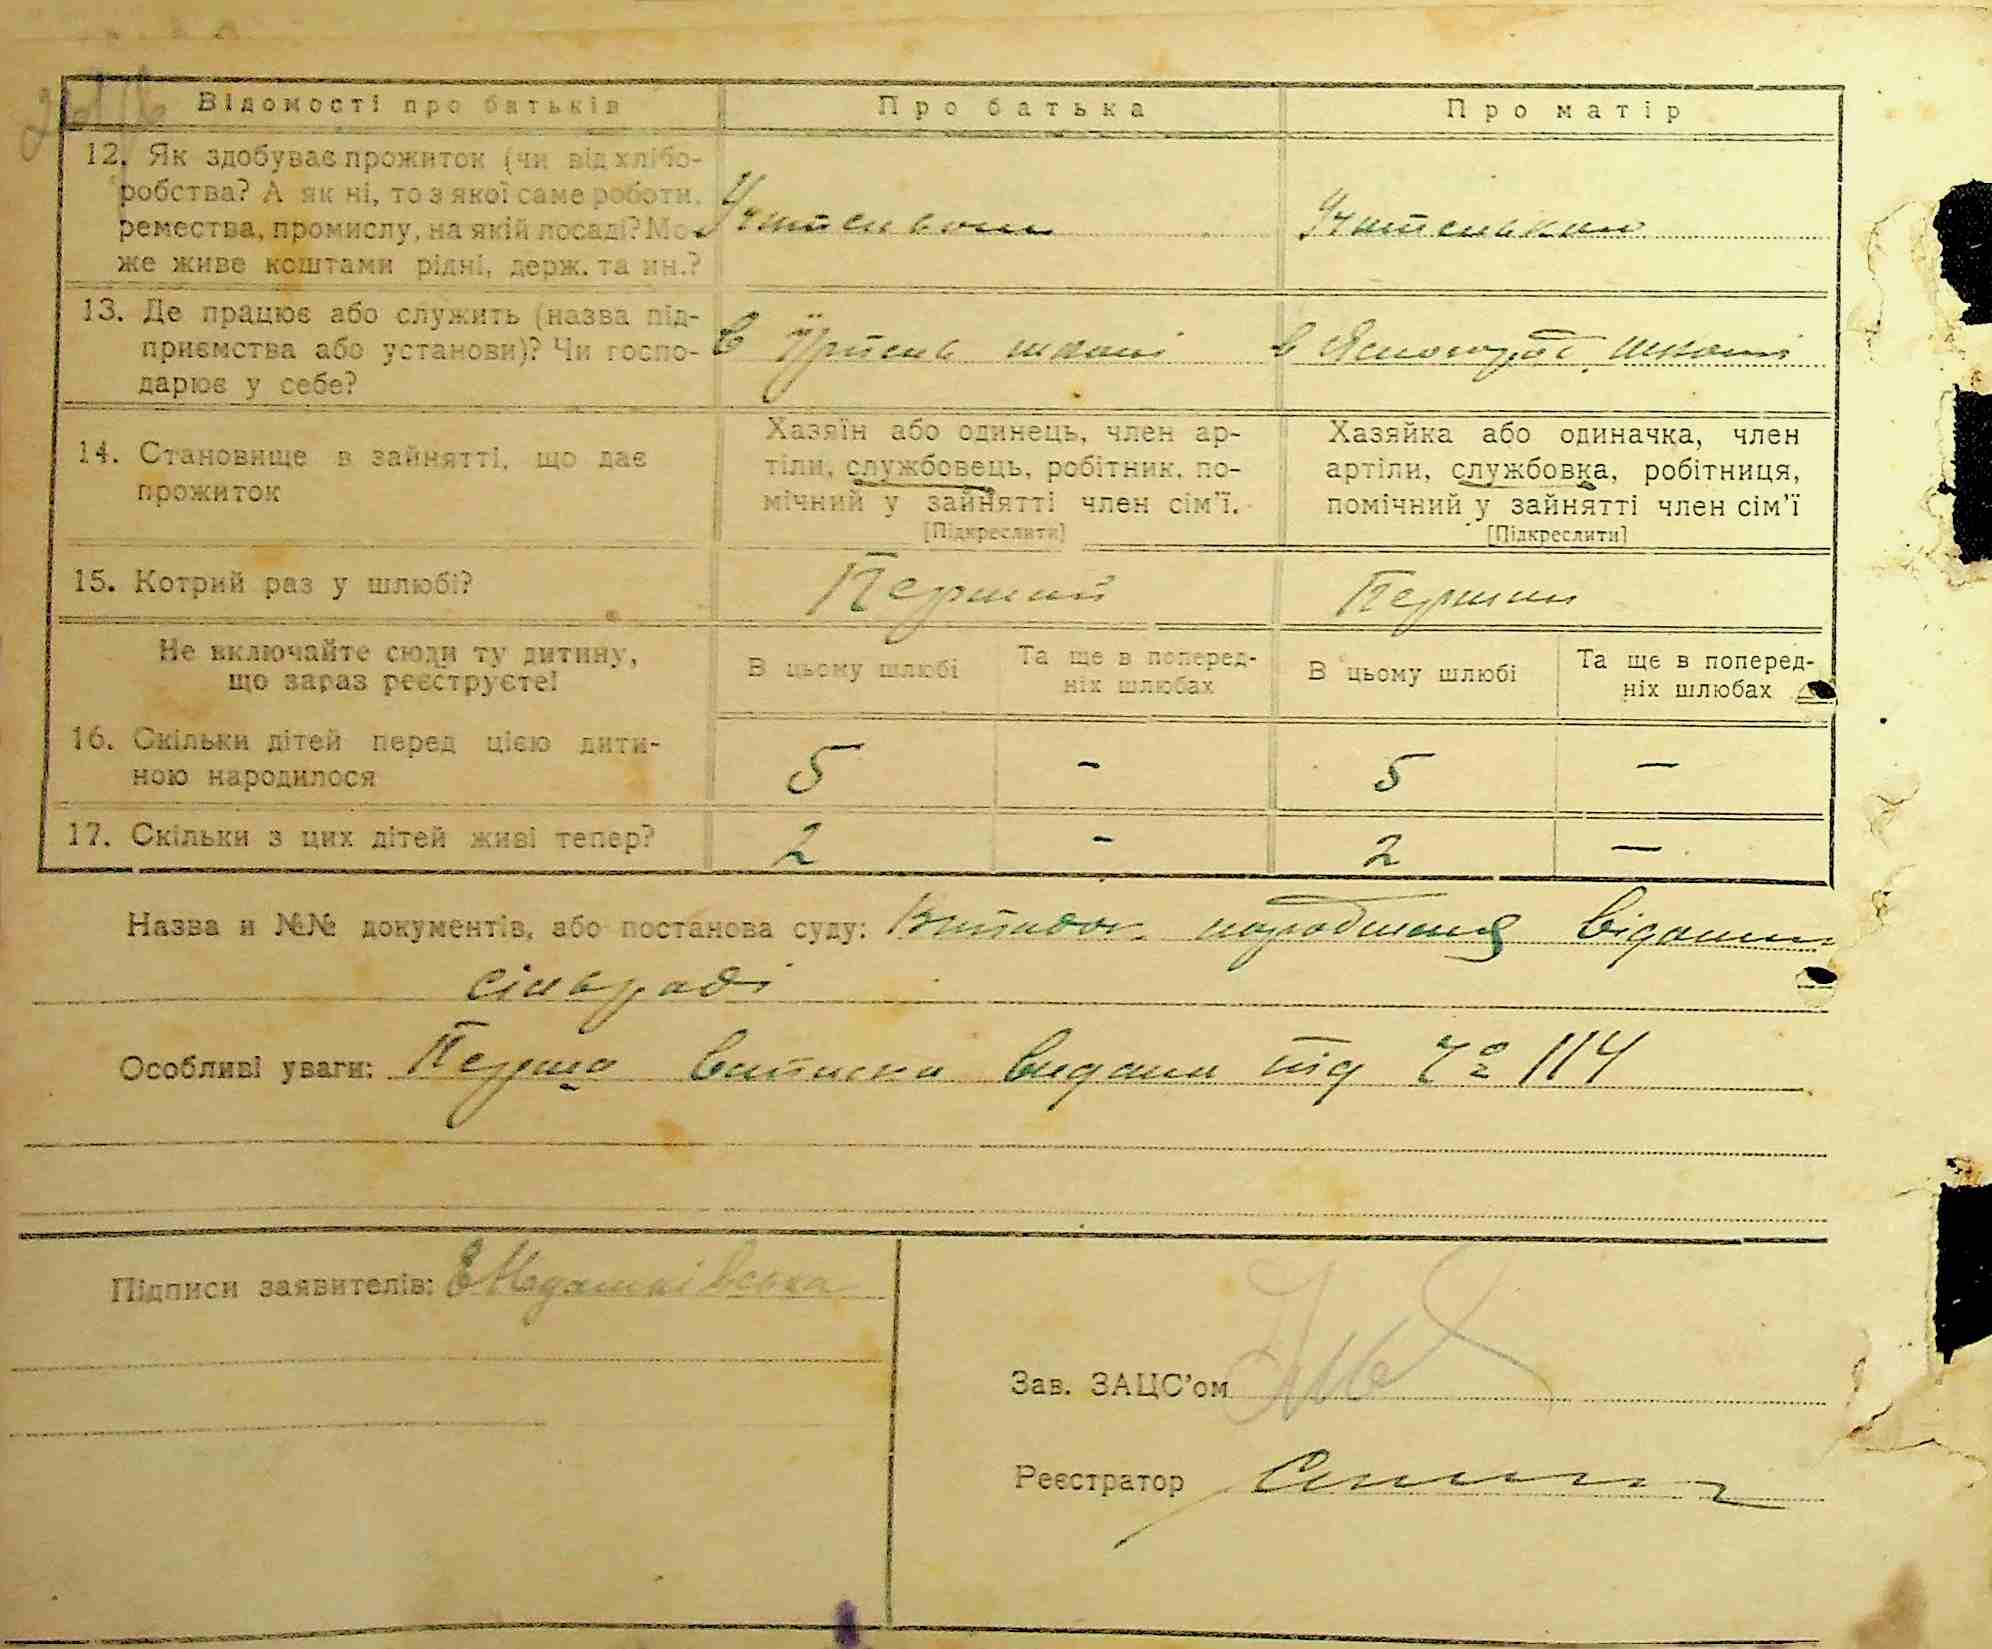 Відомості про батьків
Про батька
Про матір
12. Як здобуває прожиток (чи від хлібо-
робства? А як ні, то з якої саме роботи,
ремества, промислу, на якій посаді? Мо-
же живе коштами рідні, держ. та ин.?
Учителькою
13. Де працює або служить (назва під-
приємства або установи)? Чи госпо-
дарює у себе?
в школі
в школі
14. Становище в зайнятті, що дає
прожиток
Хазяїн або одинець, член ар-
тіли, службовець, робітник, по-
мічний у зайнятті член сім'ї.
[Підкреслити]
Хазяйка або одиначка, член
артіли, службовка, робітниця,
помічний у зайнятті член сім'ї
[Підкреслити]
15. Котрий раз у шлюбі?
Перший
Перший
Не включайте сюди ту дитину,
що зараз реєструєте!
В цьому шлюбі
Та ще в поперед-
ніх шлюбах
В цьому шлюбі
Та ще в поперед-
ніх шлюбах
16. Скільки дітей перед цією дити-
ною народилося
5
-
5
-
17. Скільки з цих дітей живі тепер?
2
-
2
-
Назва и №№ документів, або постанова суду: народження
сільраді
Особливі уваги: Перша виписка видана під № 114
Підписи заявителів:
Зав. ЗАЦС'ом
Реєстратор